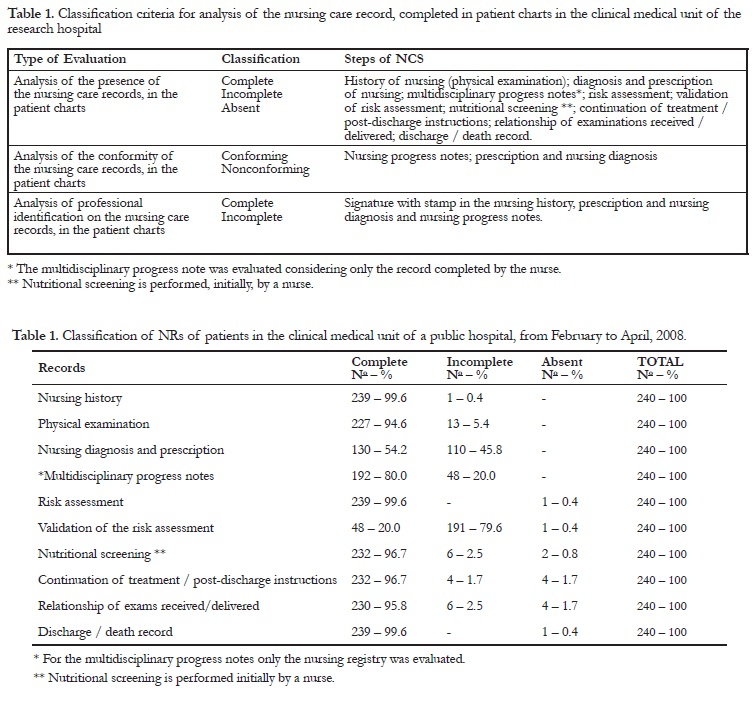 Table 1. Classification criteria for analysis of the nursing care record, completed in patient charts in the clinical medical unit of the
research hospital
Type of Evaluation Classification Steps of NCS
Analysis of the presence of Complete History of nursing (physical examination); diagnosis and prescription
the nursing care records, in the Incomplete of nursing; multidisciplinary progress notes*; risk assessment; validation
patient charts Absent of risk assessment; nutritional screening **; continuation of treatment /
post-discharge instructions; relationship of examinations received /
delivered; discharge / death record.
Analysis of the conformity of Conforming Nursing progress notes; prescription and nursing diagnosis
the nursing care records, in the Nonconforming
patient charts
Analysis of professional Complete Signature with stamp in the nursing history, prescription and nursing
identification on the nursing care Incomplete diagnosis and nursing progress notes.
records, in the patient charts
* The multidisciplinary progress note was evaluated considering only the record completed by the nurse.
** Nutritional screening is performed, initially, by a nurse.
Table 1. Classification of NRs of patients in the clinical medical unit of a public hospital, from February to April, 2008.
Records Complete Incomplete Absent TOTAL
Nº – % Nº – % Nº – % Nº – %
Nursing history 239 – 99.6 1 – 0.4 - 240 – 100
Physical examination 227 – 94.6 13 – 5.4 - 240 – 100
Nursing diagnosis and prescription 130 – 54.2 110 – 45.8 - 240 – 100
*Multidisciplinary progress notes 192 – 80.0 48 – 20.0 - 240 – 100
Risk assessment 239 – 99.6 - 1 – 0.4 240 – 100
Validation of the risk assessment 48 – 20.0 191 – 79.6 1 – 0.4 240 – 100
Nutritional screening ** 232 – 96.7 6 – 2.5 2 – 0.8 240 – 100
Continuation of treatment / post-discharge instructions 232 – 96.7 4 – 1.7 4 – 1.7 240 – 100
Relationship of exams received/delivered 230 – 95.8 6 – 2.5 4 – 1.7 240 – 100
Discharge / death record 239 – 99.6 - 1 – 0.4 240 – 100
* For the multidisciplinary progress notes only the nursing registry was evaluated.
** Nutritional screening is performed initially by a nurse.